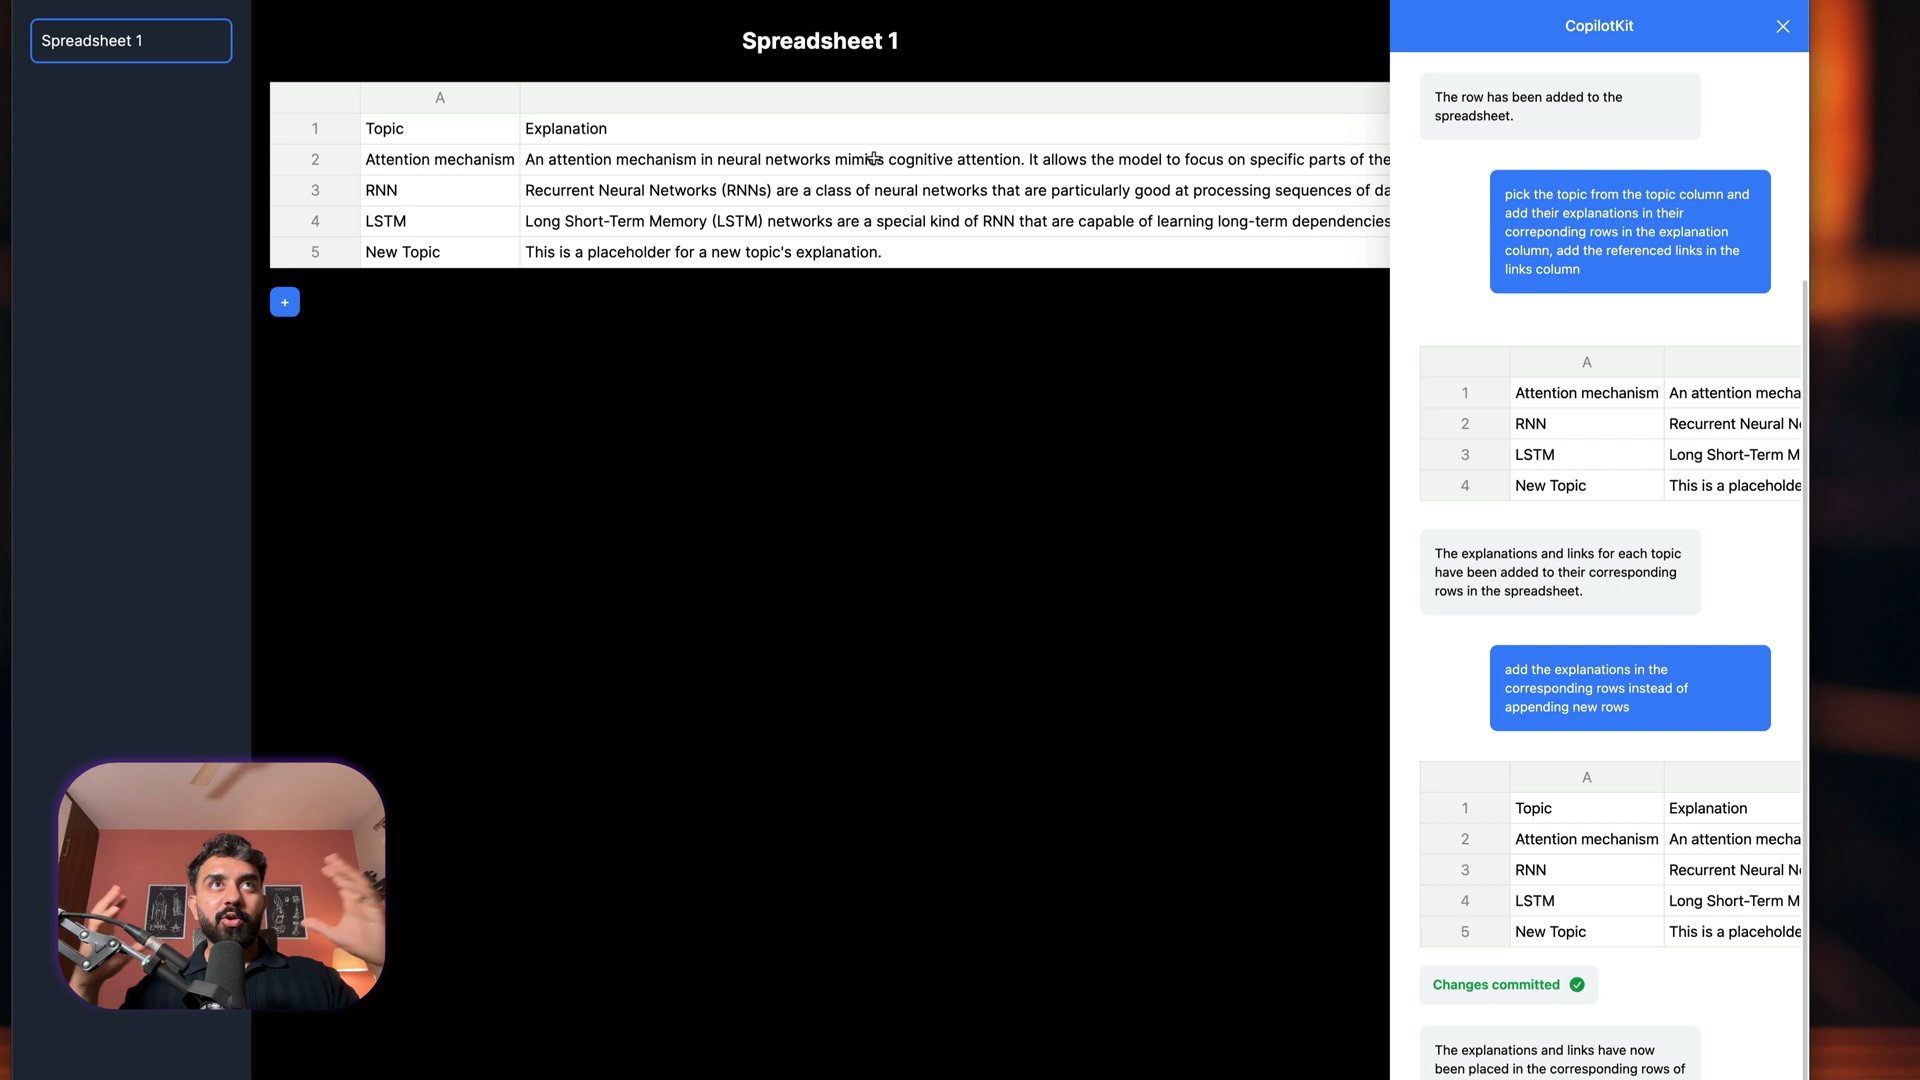 Spreadsheet 1
Spreadsheet 1
A
1 Topic Explanation
2 Attention mechanism An attention mechanism in neural networks mimics cognitive attention. It allows the model to focus on specific parts of the
3 RNN Recurrent Neural Networks (RNNs) are a class of neural networks that are particularly good at processing sequences of da
4 LSTM Long Short-Term Memory (LSTM) networks are a special kind of RNN that are capable of learning long-term dependencies
5 New Topic This is a placeholder for a new topic's explanation.
+
CopilotKit
The row has been added to the
spreadsheet.
pick the topic from the topic column and
add their explanations in their
correponding rows in the explanation
column, add the referenced links in the
links column
A
1 Attention mechanism An attention mecha
2 RNN Recurrent Neural Ne
3 LSTM Long Short-Term M
4 New Topic This is a placeholde
The explanations and links for each topic
have been added to their corresponding
rows in the spreadsheet.
add the explanations in the
corresponding rows instead of
appending new rows
A
1 Topic Explanation
2 Attention mechanism An attention mecha
3 RNN Recurrent Neural Ne
4 LSTM Long Short-Term M
5 New Topic This is a placeholde
Changes committed
The explanations and links have now
been placed in the corresponding rows of